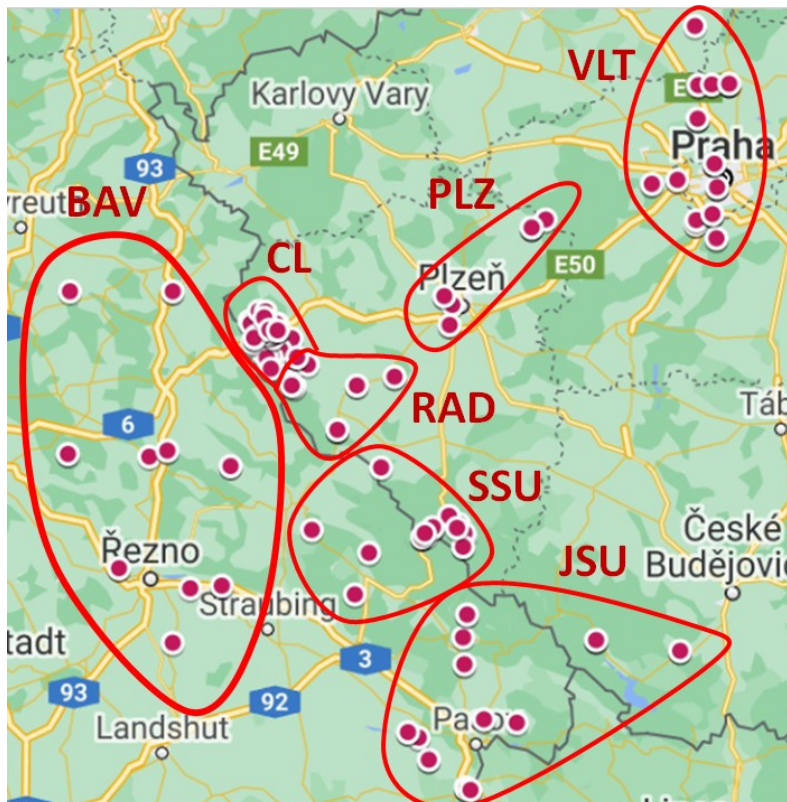 VLT
Karlovy Vary
E49
93
Praha
BAV
PLZ
CL
E50
Plzeň
RAD
6
Táb
SSU
České
Budějovic
JSU
Řezno
Straubing
tadt
3
93
92
Landshut